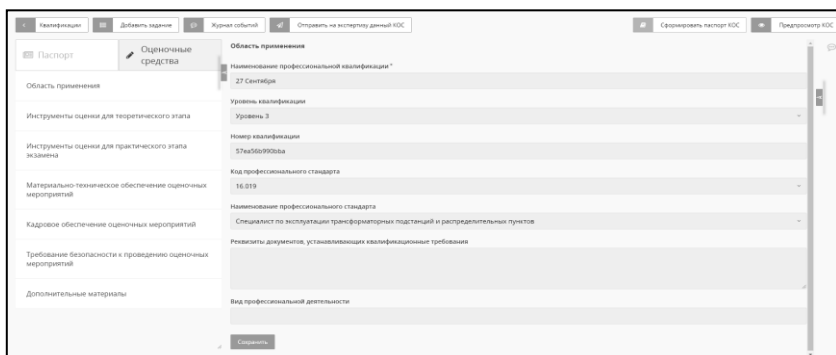 Квалификации
Добавить задание
Журнал событий
Отправить на экспертизу данный КОС
Сформировать паспорт КОС
Предпросмотр КОС
Паспорт
Оценочные
средства
Область применения
Инструменты оценки для теоретического этапа
Инструменты оценки для практического этапа
экзамена
Материально-техническое обеспечение оценочных
мероприятий
Кадровое обеспечение оценочных мероприятий
Требование безопасности к проведению оценочных
мероприятий
Дополнительные материалы
Область применения
Наименование профессиональной квалификации*
27 Сентября
Уровень квалификации
Уровень 3
Номер квалификации
57ea56b990bba
Код профессионального стандарта
16.019
Наименование профессионального стандарта
Специалист по эксплуатации трансформаторных подстанций и распределительных пунктов
Реквизиты документов, устанавливающих квалификационные требования
Вид профессиональной деятельности
Сохранить